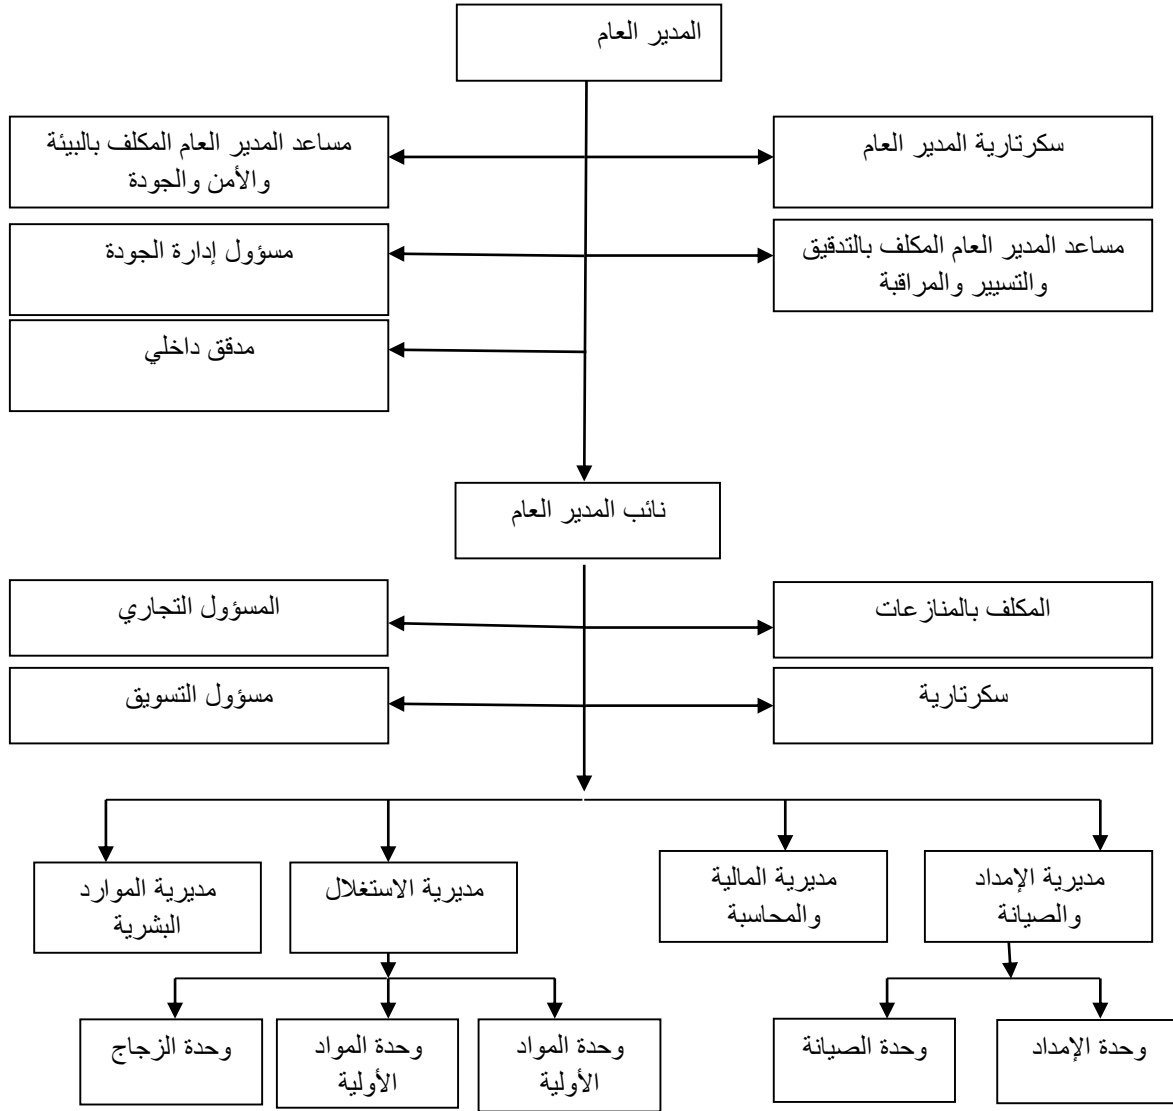 المدير العام
سكرتارية المدير العام
مساعد المدير العام المكلف بالبيئة
والأمن والجودة
مساعد المدير العام المكلف بالتدقيق
والتسيير والمراقبة
مسؤول إدارة الجودة
مدقق داخلي
نائب المدير العام
المكلف بالمنازعات
المسؤول التجاري
سكرتارية
مسؤول التسويق
مديرية الإمداد
والصيانة
مديرية المالية
والمحاسبة
مديرية الاستغلال
مديرية الموارد
البشرية
وحدة الإمداد
وحدة الصيانة
وحدة المواد
الأولية
وحدة المواد
الأولية
وحدة الزجاج